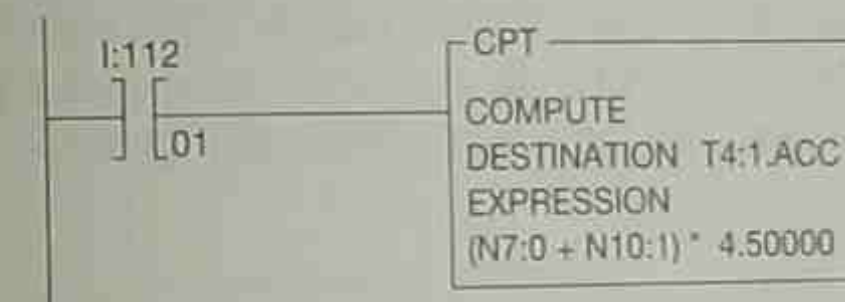 I:112
01
CPT
COMPUTE
DESTINATION T4:1.ACC
EXPRESSION
(N7:0 + N10:1) * 4.50000